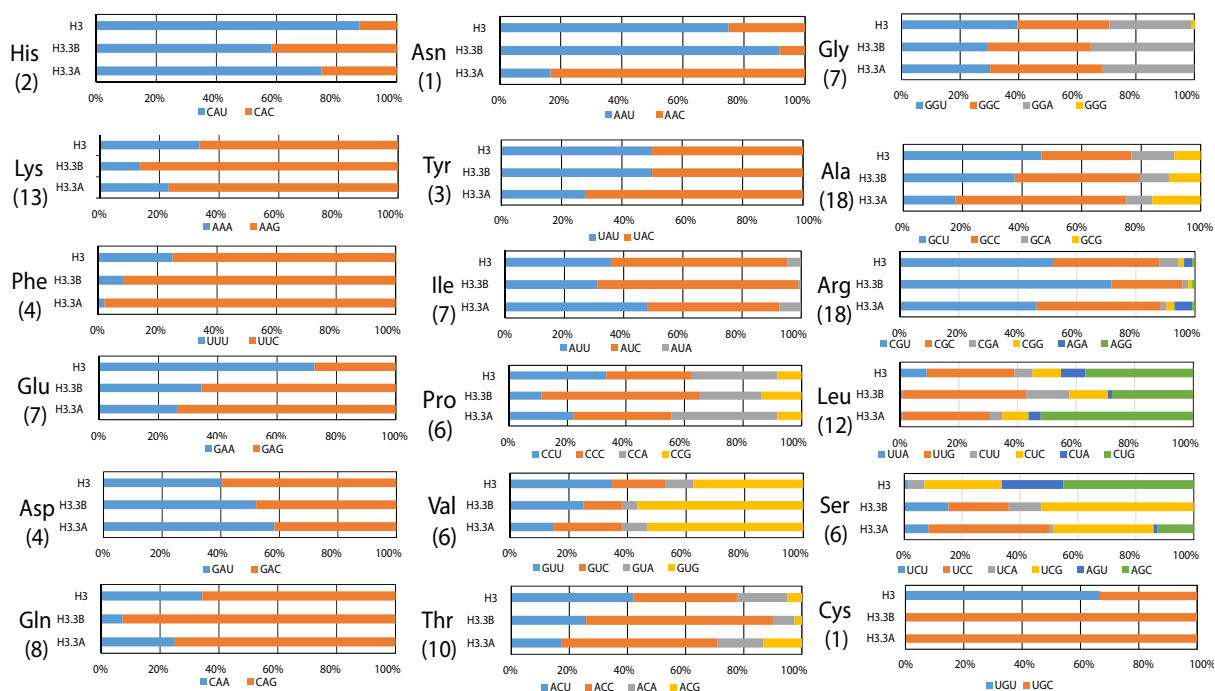 His
(2)
H3
H3.3B
H3.3A
0% 20% 40% 60% 80% 100%
CAU CAC
Lys
(13)
H3
H3.3B
H3.3A
0% 20% 40% 60% 80% 100%
AAA AAG
Phe
(4)
H3
H3.3B
H3.3A
0% 20% 40% 60% 80% 100%
UUU UUC
Glu
(7)
H3
H3.3B
H3.3A
0% 20% 40% 60% 80% 100%
GAA GAG
Asp
(4)
H3
H3.3B
H3.3A
0% 20% 40% 60% 80% 100%
GAU GAC
Gln
(8)
H3
H3.3B
H3.3A
0% 20% 40% 60% 80% 100%
CAA CAG
Asn
(1)
H3
H3.3B
H3.3A
0% 20% 40% 60% 80% 100%
AAU AAC
Tyr
(3)
H3
H3.3B
H3.3A
0% 20% 40% 60% 80% 100%
UAU UAC
Ile
(7)
H3
H3.3B
H3.3A
0% 20% 40% 60% 80% 100%
AUU AUC AUA
Pro
(6)
H3
H3.3B
H3.3A
0% 20% 40% 60% 80% 100%
CCU CCC CCA CCG
Val
(6)
H3
H3.3B
H3.3A
0% 20% 40% 60% 80% 100%
GUU GUC GUA GUG
Thr
(10)
H3
H3.3B
H3.3A
0% 20% 40% 60% 80% 100%
ACU ACC ACA ACG
Gly
(7)
H3
H3.3B
H3.3A
0% 20% 40% 60% 80% 100%
GGU GGC GGA GGG
Ala
(18)
H3
H3.3B
H3.3A
0% 20% 40% 60% 80% 100%
GCU GCC GCA GCG
Arg
(18)
H3
H3.3B
H3.3A
0% 20% 40% 60% 80% 100%
CGU CGC CGA CGG AGA AGG
Leu
(12)
H3
H3.3B
H3.3A
0% 20% 40% 60% 80% 100%
UUA UUG CUU CUC CUA CUG
Ser
(6)
H3
H3.3B
H3.3A
0% 20% 40% 60% 80% 100%
UCU UCC UCA UCG AGU AGC
Cys
(1)
H3
H3.3B
H3.3A
0% 20% 40% 60% 80% 100%
UGU UGC